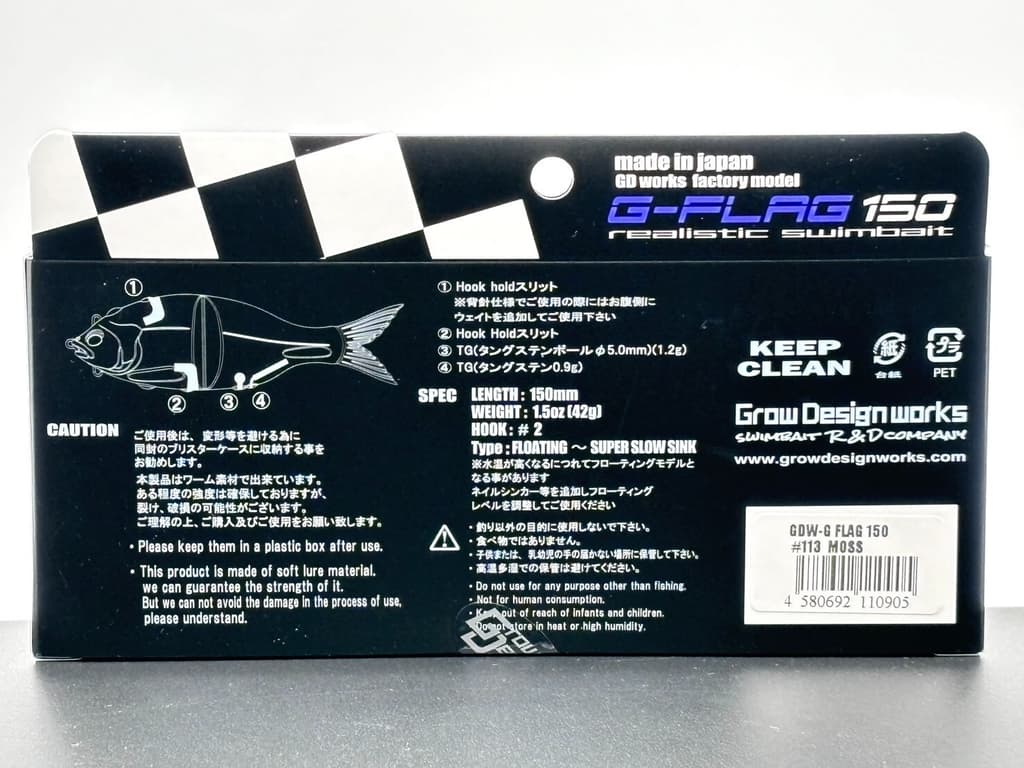 made in japan
GD works factory model
G-FLAG 150
realistic swimbait
①
②
③
④
① Hook holdスリット
※背針仕様でご使用の際にはお腹側に
ウェイトを追加してご使用下さい
② Hook Holdスリット
③ TG(タングステンボールφ5.0mm)(1.2g)
④ TG(タングステン0.9g)
SPEC
LENGTH : 150mm
WEIGHT : 1.5oz (42g)
HOOK : # 2
Type : FLOATING ～ SUPER SLOW SINK
※水温が高くなるにつれてフローティングモデルと
なる事があります
ネイルシンカー等を追加しフローティング
レベルを調整してご使用ください
CAUTION
ご使用後は、変形等を避ける為に
同封のブリスターケースに収納する事を
お勧めします。
本製品はワーム素材で出来ています。
ある程度の強度は確保しておりますが、
裂け、破損の可能性がございます。
ご理解の上、ご購入及びご使用をお願い致します。
・Please keep them in a plastic box after use.
・This product is made of soft lure material.
we can guarantee the strength of it.
But we can not avoid the damage in the process of use,
please understand.
・釣り以外の目的に使用しないで下さい。
・食べ物ではありません。
・子供または、乳幼児の手の届かない場所に保管して下さい。
・高温多湿での保管は避けてください。
・Do not use for any purpose other than fishing.
・Not for human consumption.
・Keep out of reach of infants and children.
・Do not store in heat or high humidity.
KEEP
CLEAN
紙
台紙
プラ
PET
Grow Design works
SWIMBAIT R & D COMPANY
www.growdesignworks.com
GDW-G FLAG 150
#113 MOSS
4 580692 110905